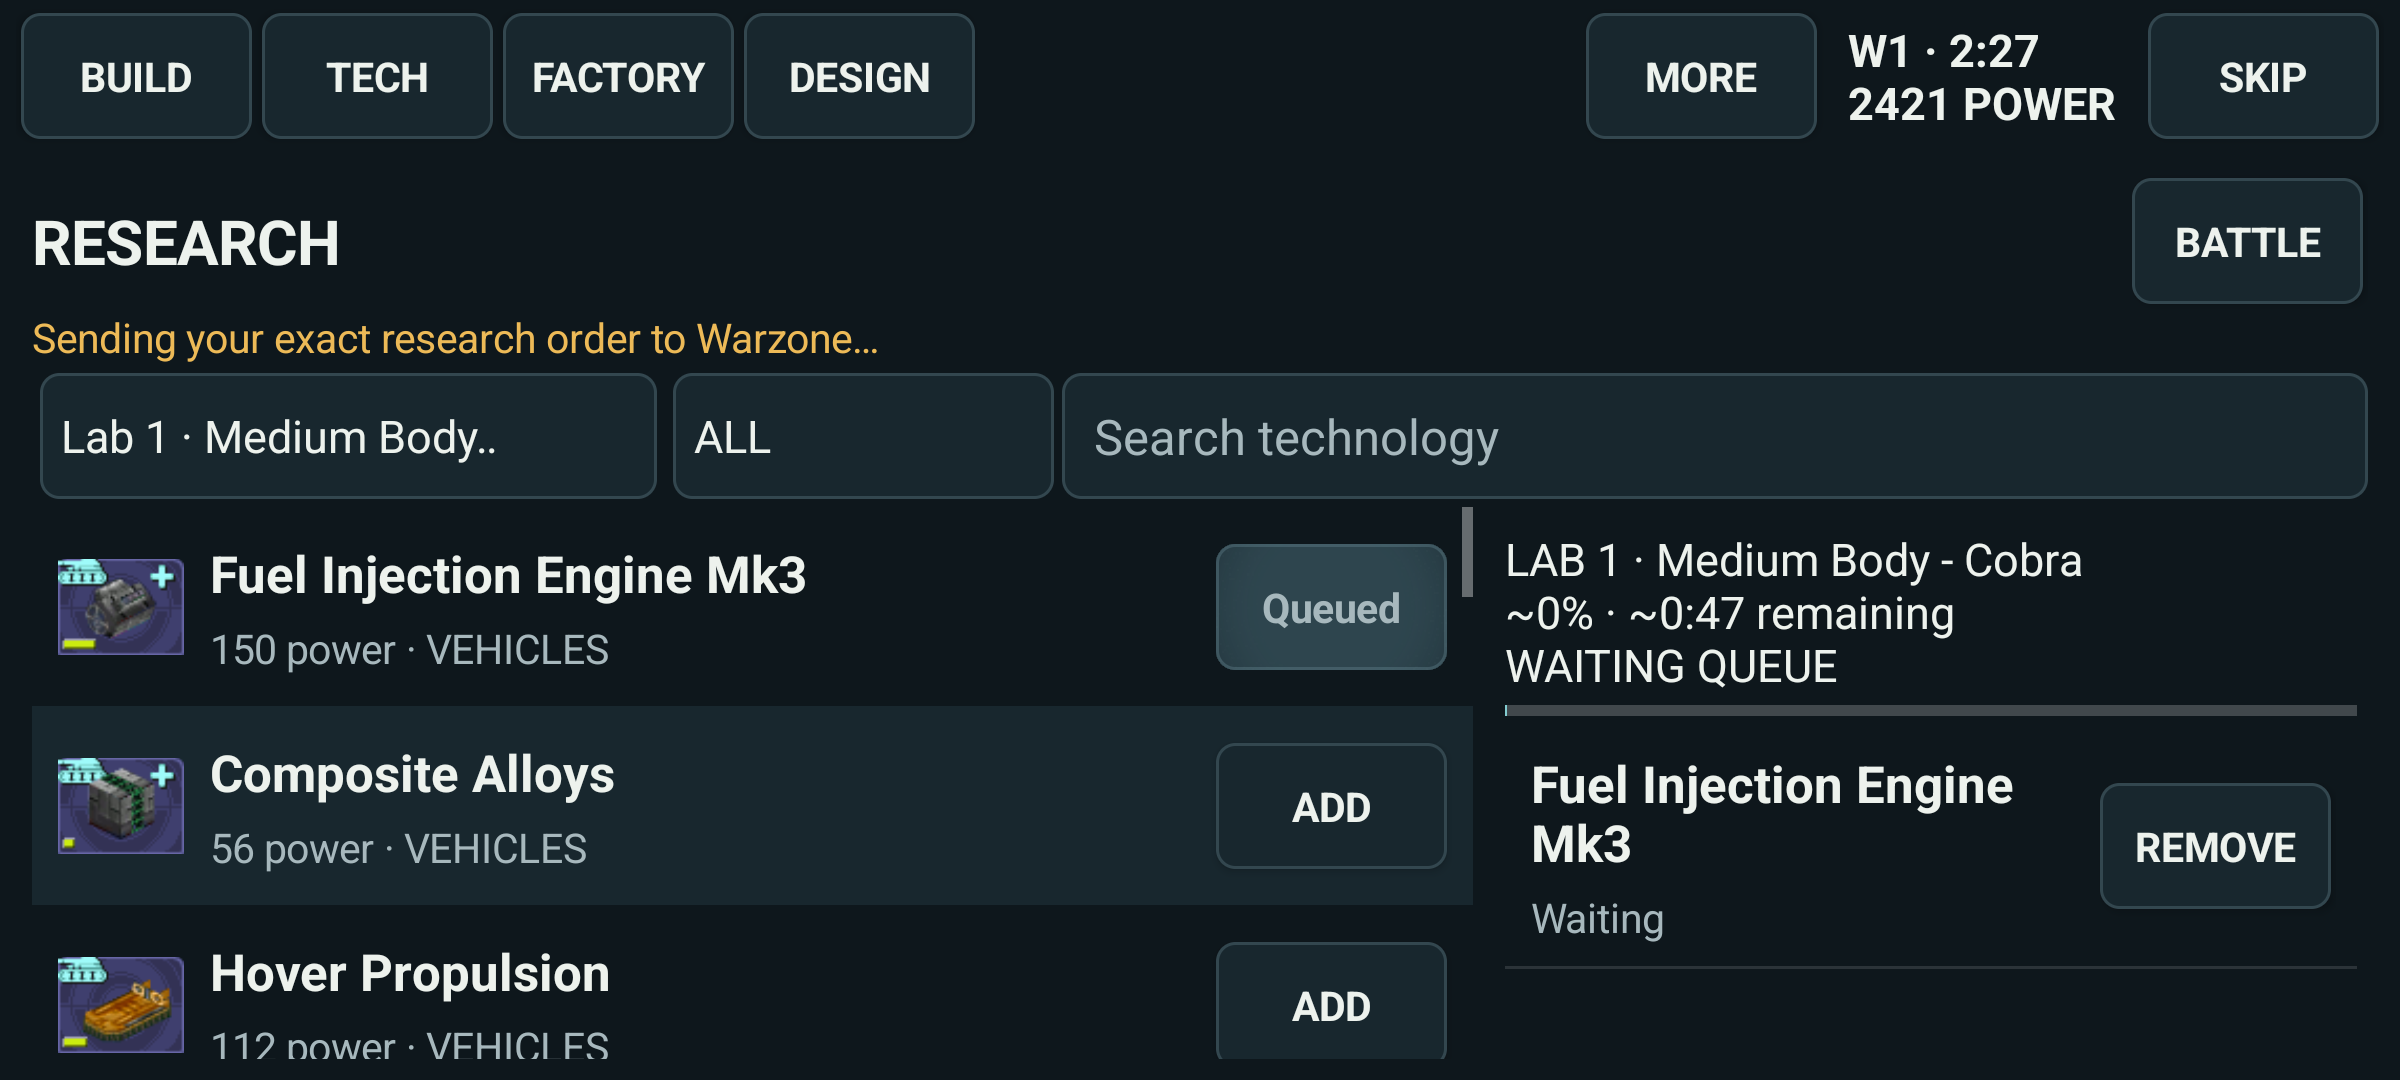 BUILD
TECH
FACTORY
DESIGN
MORE
W1 · 2:27
2421 POWER
SKIP
RESEARCH
BATTLE
Sending your exact research order to Warzone…
Lab 1 · Medium Body..
ALL
Search technology
Fuel Injection Engine Mk3
150 power · VEHICLES
Queued
Composite Alloys
56 power · VEHICLES
ADD
Hover Propulsion
112 power · VEHICLES
ADD
LAB 1 · Medium Body - Cobra
~0% · ~0:47 remaining
WAITING QUEUE
Fuel Injection Engine
Mk3
Waiting
REMOVE